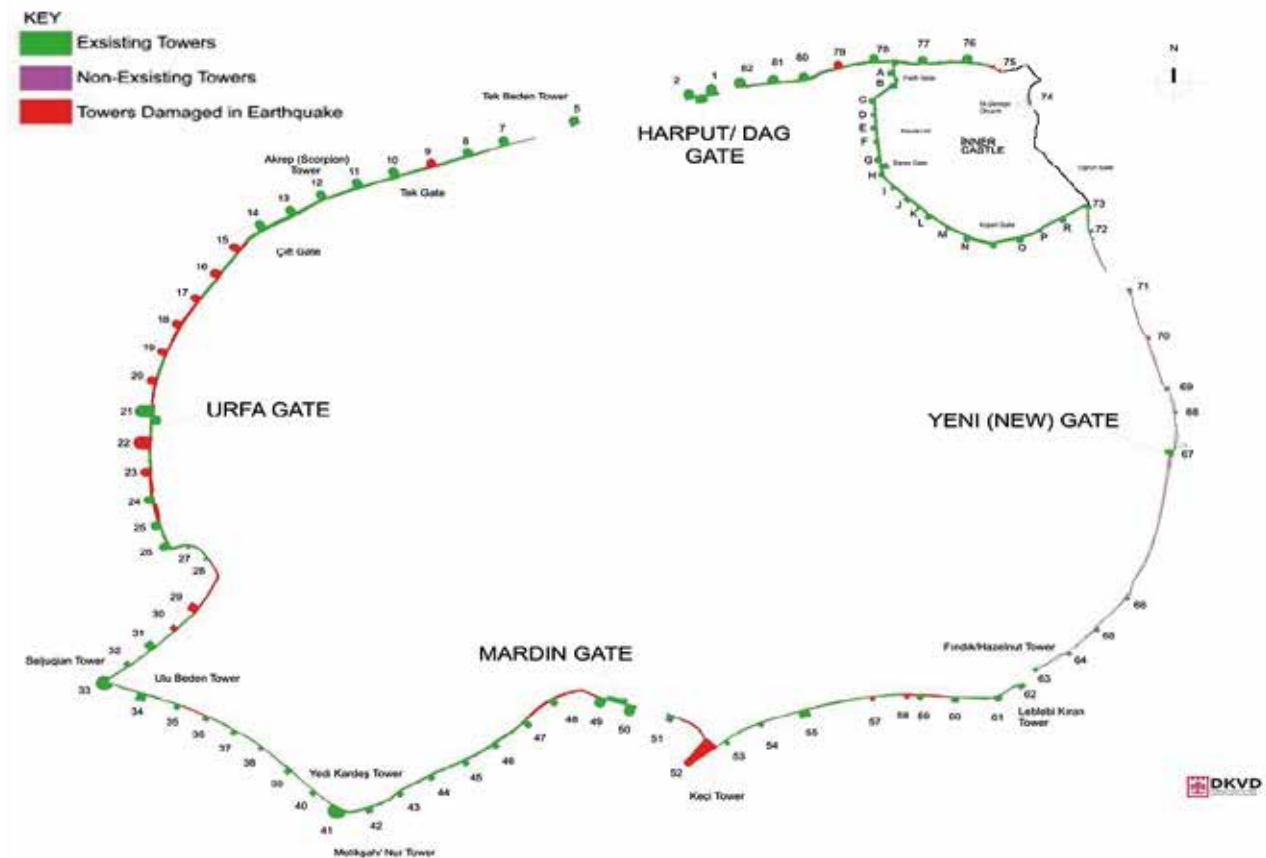 KEY
Exsisting Towers
Non-Exsisting Towers
Towers Damaged in Earthquake
N
76
77
78
79
80
81
82
1
2
75
74
A
B
Fatih Gate
C
D
E
F
G
H
INNER
CASTLE
I
J
K
L
M
N
O
P
R
73
72
HARPUT/ DAG
GATE
Tek Beden Tower
5
7
8
9
10
11
12
13
14
Akrep (Scorpion)
Tower
Tek Gate
Çift Gate
15
16
17
18
19
20
21
22
23
24
25
26
27
28
29
30
31
32
33
URFA GATE
71
70
69
68
67
66
65
64
63
62
61
YENI (NEW) GATE
Fındık/Hazelnut Tower
Leblebi Kıran
Tower
MARDIN GATE
Seljuqian Tower
Ulu Beden Tower
34
35
36
37
38
39
40
41
42
43
44
45
46
47
48
49
50
51
52
53
54
55
57
58
59
60
Yedi Kardeş Tower
Melikşah/ Nur Tower
Keçi Tower
DKVD